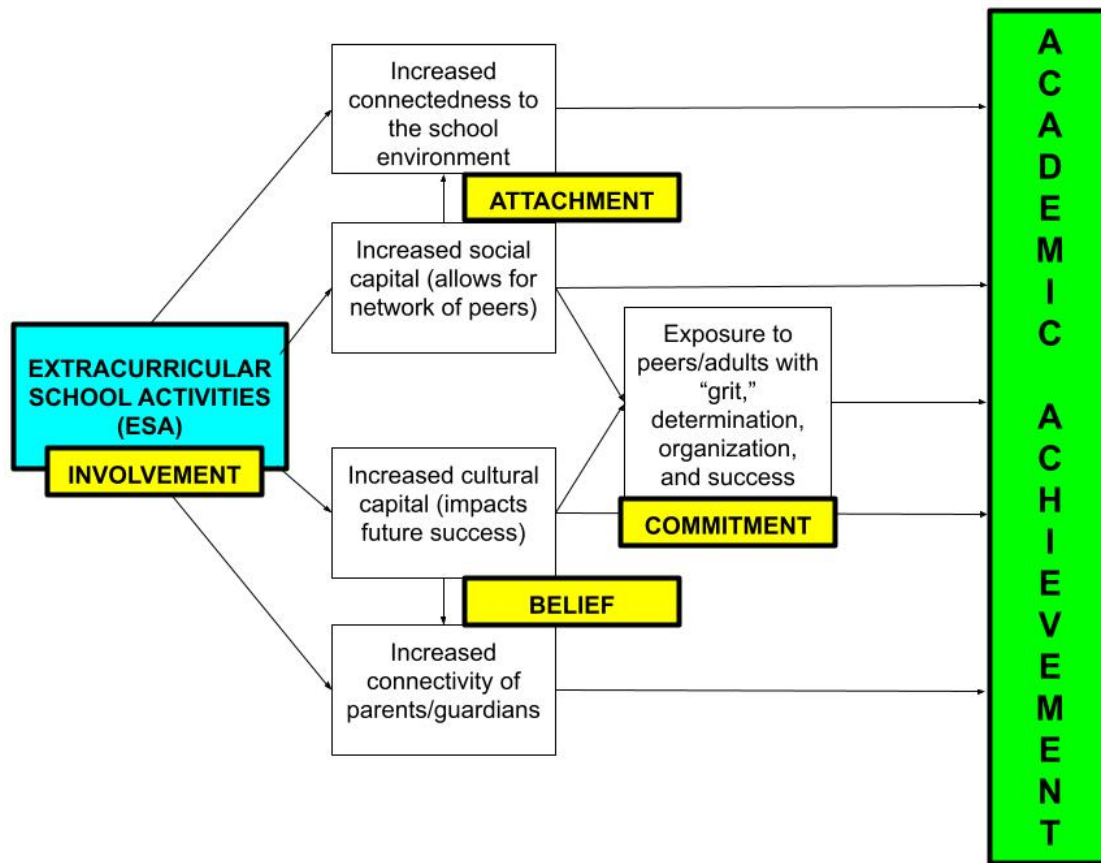 Increased
connectedness to
the school
environment
ATTACHMENT
Increased social
capital (allows for
network of peers)
EXTRACURRICULAR
SCHOOL ACTIVITIES
(ESA)
INVOLVEMENT
Exposure to
peers/adults with
“grit,”
determination,
organization,
and success
COMMITMENT
Increased cultural
capital (impacts
future success)
BELIEF
Increased
connectivity of
parents/guardians
ACADEMIC ACHIEVEMENT